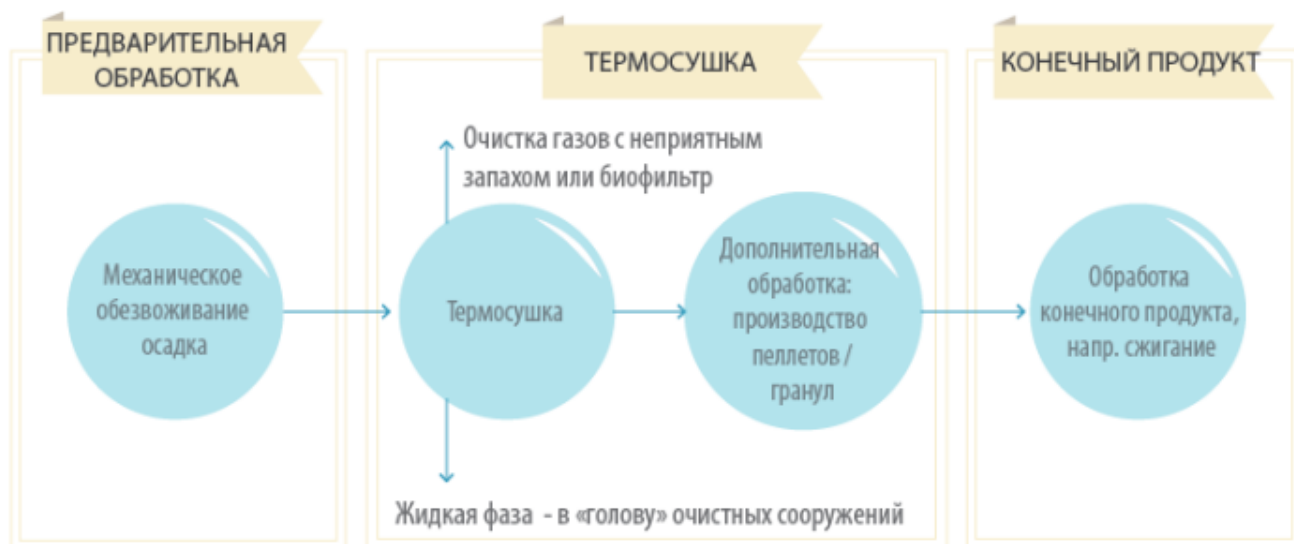 ПРЕДВАРИТЕЛЬНАЯ
ОБРАБОТКА
ТЕРМОСУШКА
КОНЕЧНЫЙ ПРОДУКТ
Очистка газов с неприятным
запахом или биофильтр
Механическое
обезвоживание
осадка
Термосушка
Дополнительная
обработка:
производство
пеллетов /
гранул
Обработка
конечного продукта,
напр. сжигание
Жидкая фаза - в «голову» очистных сооружений